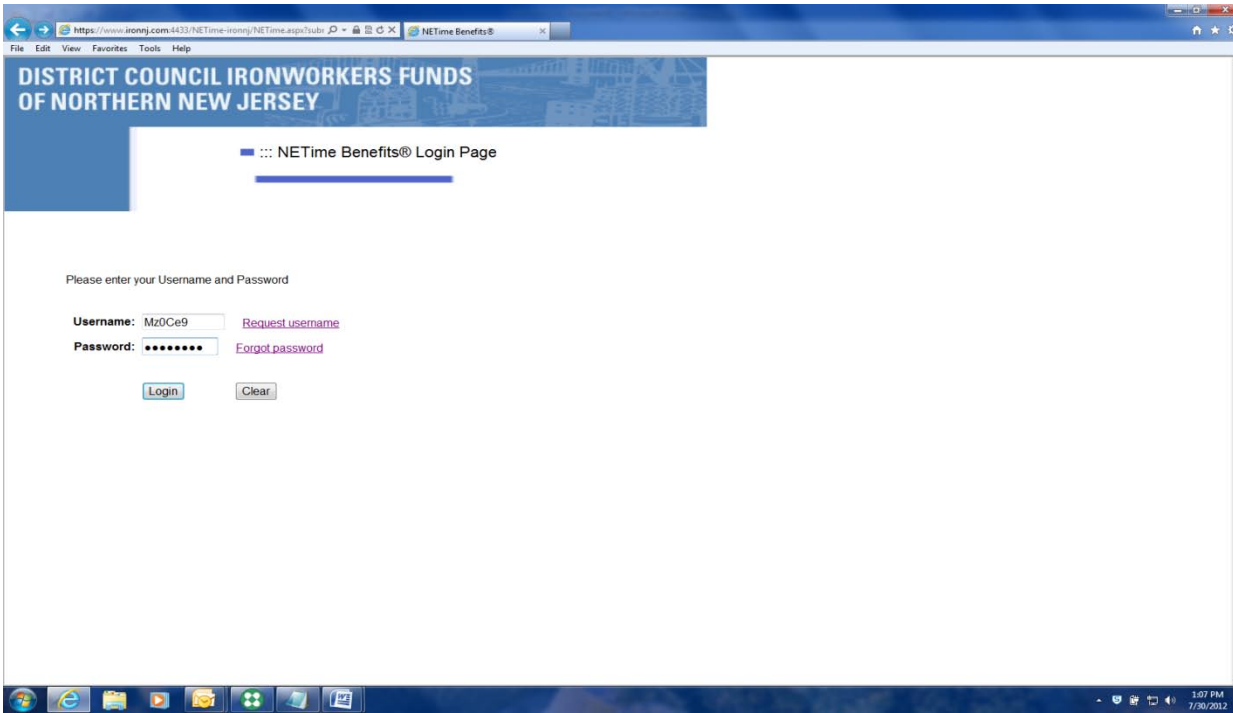 https://www.ironnj.com:4433/NETime-ironnj/NETime.aspx?subr
NETime Benefits®
File Edit View Favorites Tools Help
DISTRICT COUNCIL IRONWORKERS FUNDS
OF NORTHERN NEW JERSEY
::: NETime Benefits® Login Page
Please enter your Username and Password
Username: Mz0Ce9 Request username
Password: •••••••• Forgot password
Login Clear
1:07 PM
7/30/2012